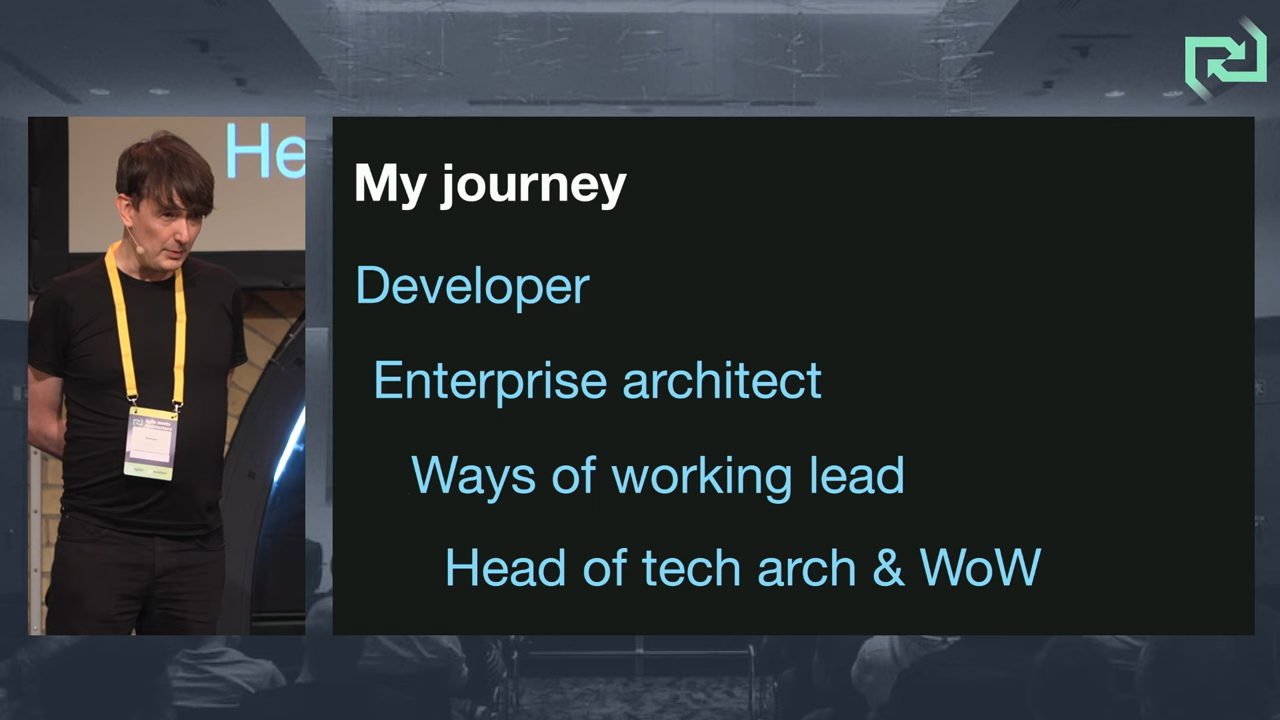 He
My journey
Developer
Enterprise architect
Ways of working lead
Head of tech arch & WoW